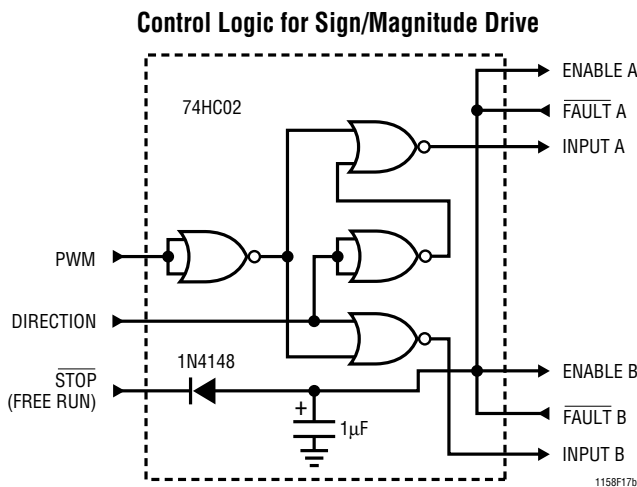 Control Logic for Sign/Magnitude Drive
ENABLE A
74HC02
FAULT A
INPUT A
PWM
DIRECTION
1N4148
STOP
(FREE RUN)
ENABLE B
+
1μF
FAULT B
INPUT B
1158F17b